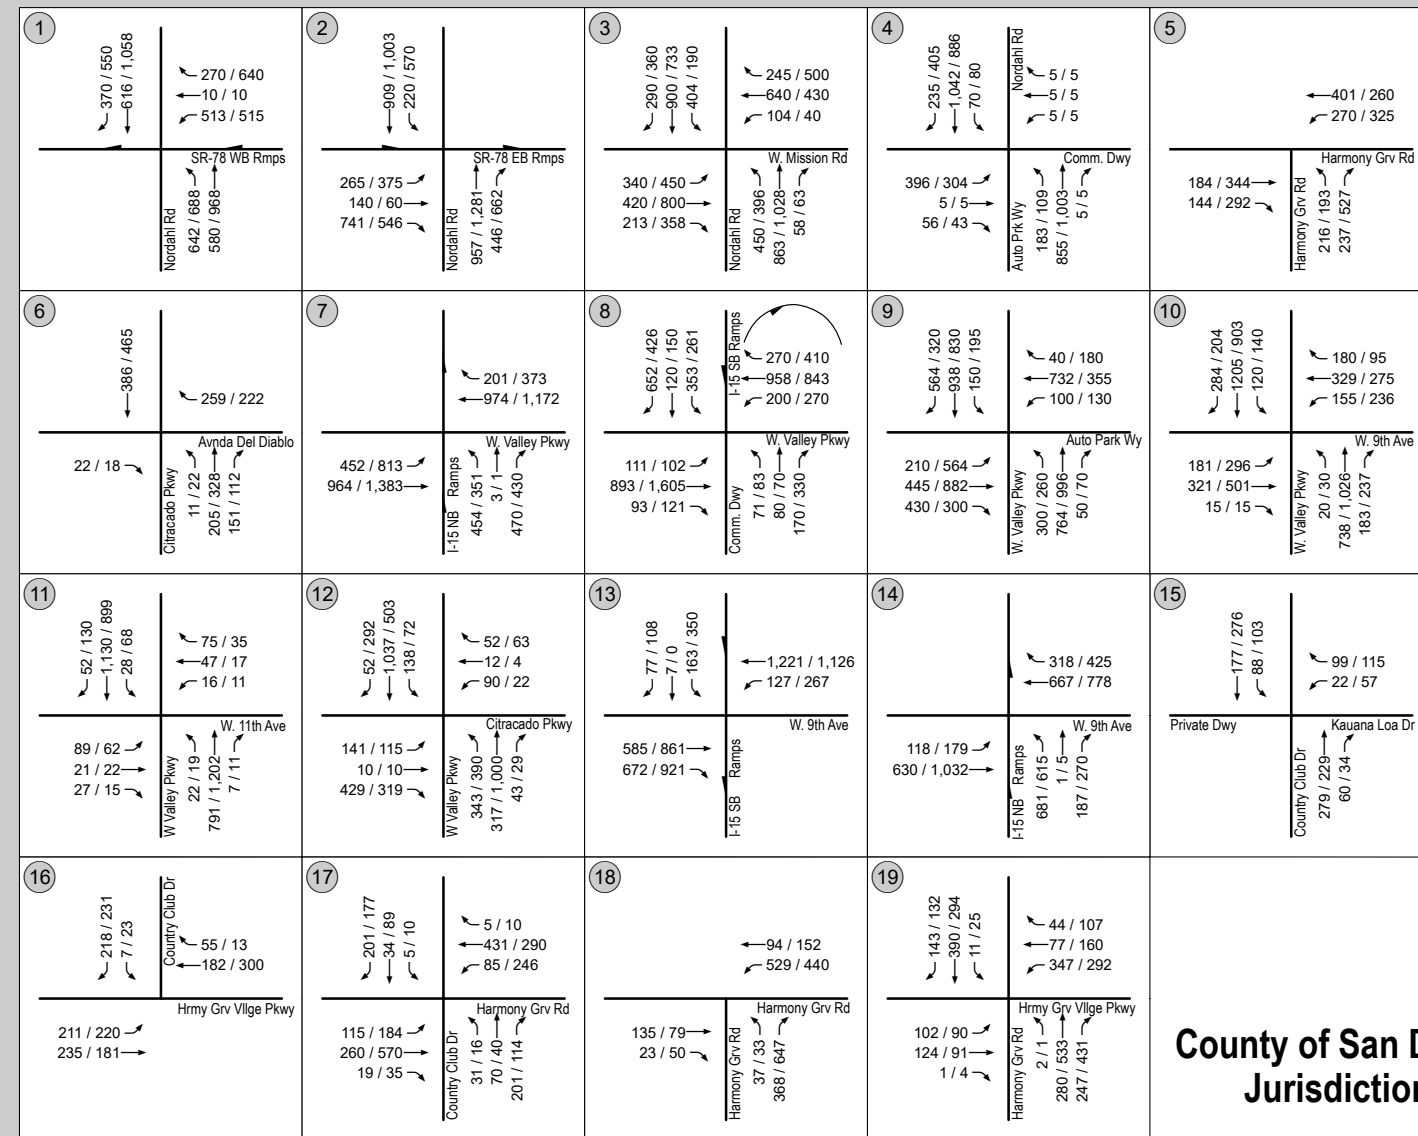 1
370 / 550
616 / 1,058
270 / 640
10 / 10
513 / 515
SR-78 WB Rmps
Nordahl Rd
642 / 688
580 / 968
2
909 / 1,003
220 / 570
SR-78 EB Rmps
265 / 375
140 / 60
741 / 546
Nordahl Rd
957 / 1,281
446 / 662
3
290 / 360
900 / 733
404 / 190
245 / 500
640 / 430
104 / 40
W. Mission Rd
340 / 450
420 / 800
213 / 358
Nordahl Rd
450 / 396
863 / 1,028
58 / 63
4
235 / 405
1,042 / 886
70 / 80
Nordahl Rd
5 / 5
5 / 5
5 / 5
Comm. Dwy
396 / 304
5 / 5
56 / 43
Auto Prk Wy
183 / 109
855 / 1,003
5 / 5
5
401 / 260
270 / 325
Harmony Grv Rd
184 / 344
144 / 292
Harmony Grv Rd
216 / 193
237 / 527
6
386 / 465
259 / 222
Avnda Del Diablo
22 / 18
Citracado Pkwy
11 / 22
205 / 328
151 / 112
7
201 / 373
974 / 1,172
W. Valley Pkwy
452 / 813
964 / 1,383
I-15 NB Ramps
454 / 351
3 / 1
470 / 430
8
652 / 426
120 / 150
353 / 261
I-15 SB Ramps
270 / 410
958 / 843
200 / 270
W. Valley Pkwy
111 / 102
893 / 1,605
93 / 121
Comm. Dwy
71 / 83
80 / 70
170 / 330
9
564 / 320
938 / 830
150 / 195
40 / 180
732 / 355
100 / 130
Auto Park Wy
210 / 564
445 / 882
430 / 300
W. Valley Pkwy
300 / 260
764 / 996
50 / 70
10
284 / 204
1205 / 903
120 / 140
180 / 95
329 / 275
155 / 236
W. 9th Ave
181 / 296
321 / 501
15 / 15
W. Valley Pkwy
20 / 30
738 / 1,026
183 / 237
11
52 / 130
1,130 / 899
28 / 68
75 / 35
47 / 17
16 / 11
W. 11th Ave
89 / 62
21 / 22
27 / 15
W Valley Pkwy
22 / 19
791 / 1,202
7 / 11
12
52 / 292
1,037 / 503
138 / 72
52 / 63
12 / 4
90 / 22
Citracado Pkwy
141 / 115
10 / 10
429 / 319
W Valley Pkwy
343 / 390
317 / 1,000
43 / 29
13
77 / 108
7 / 0
163 / 350
1,221 / 1,126
127 / 267
W. 9th Ave
585 / 861
672 / 921
I-15 SB Ramps
14
318 / 425
667 / 778
W. 9th Ave
118 / 179
630 / 1,032
I-15 NB Ramps
681 / 615
1 / 5
187 / 270
15
177 / 276
88 / 103
99 / 115
22 / 57
Private Dwy
Kauana Loa Dr
Country Club Dr
279 / 229
60 / 34
16
218 / 231
7 / 23
Country Club Dr
55 / 13
182 / 300
Hrmy Grv Vllge Pkwy
211 / 220
235 / 181
17
201 / 177
34 / 89
5 / 10
5 / 10
431 / 290
85 / 246
Harmony Grv Rd
115 / 184
260 / 570
19 / 35
Country Club Dr
31 / 16
70 / 40
201 / 114
18
94 / 152
529 / 440
Harmony Grv Rd
135 / 79
23 / 50
Harmony Grv Rd
37 / 33
368 / 647
19
143 / 132
390 / 294
11 / 25
44 / 107
77 / 160
347 / 292
Hrmy Grv Vllge Pkwy
102 / 90
124 / 91
1 / 4
Harmony Grv Rd
2 / 1
280 / 533
247 / 431
County of San D
Jurisdiction